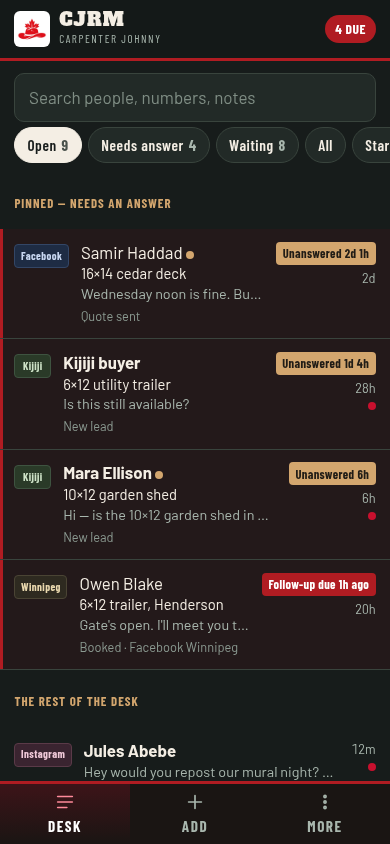 CJRM
CARPENTER JOHNNY
4 DUE
Search people, numbers, notes
Open 9
Needs answer 4
Waiting 8
All
Star
PINNED — NEEDS AN ANSWER
Facebook
Samir Haddad
Unanswered 2d 1h
16×14 cedar deck
2d
Wednesday noon is fine. Bu...
Quote sent
Kijiji
Kijiji buyer
Unanswered 1d 4h
6×12 utility trailer
28h
Is this still available?
New lead
Kijiji
Mara Ellison
Unanswered 6h
10×12 garden shed
6h
Hi — is the 10×12 garden shed in ...
New lead
Winnipeg
Owen Blake
Follow-up due 1h ago
6×12 trailer, Henderson
20h
Gate's open. I'll meet you t...
Booked · Facebook Winnipeg
THE REST OF THE DESK
Instagram
Jules Abebe
12m
Hey would you repost our mural night? ...
DESK
ADD
MORE